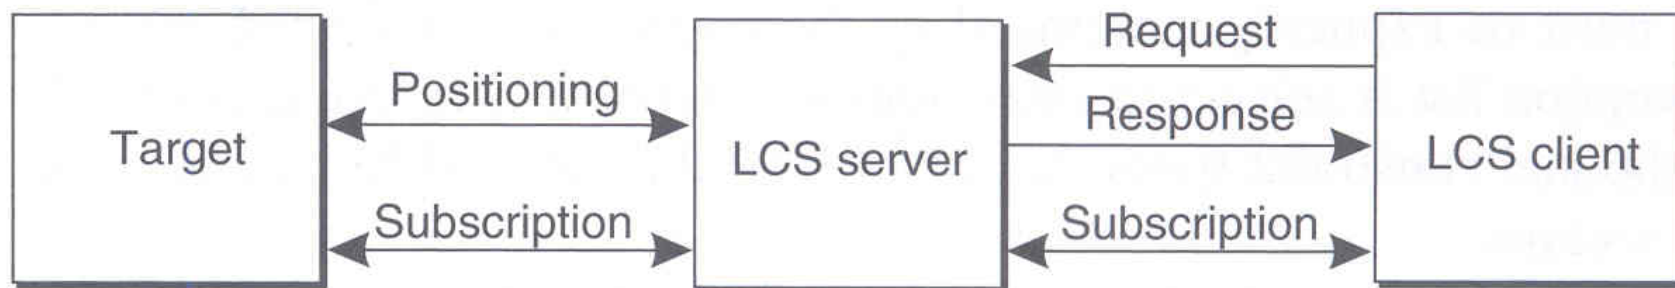 Target
Positioning
Subscription
LCS server
Request
Response
Subscription
LCS client